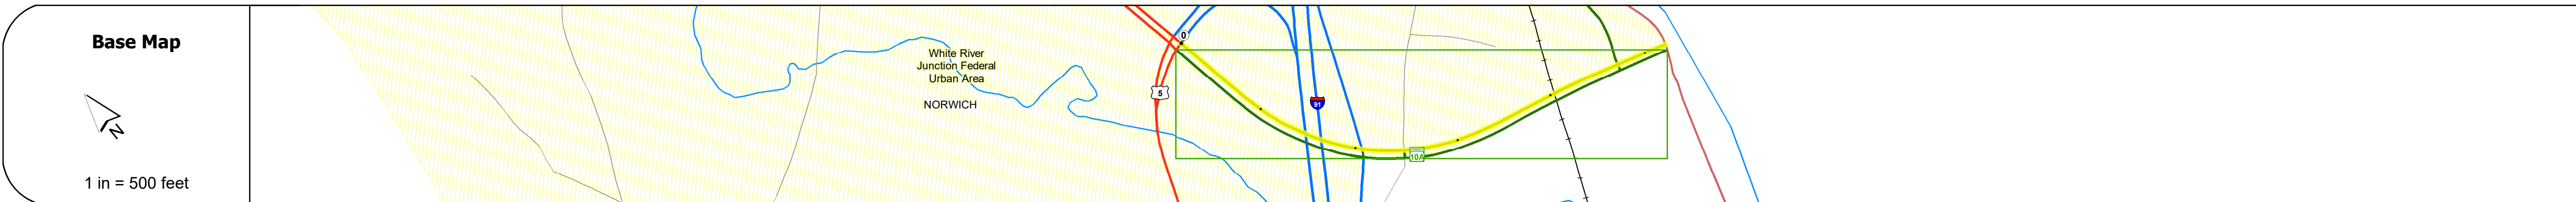 Base Map
N
1 in = 500 feet
White River
Junction Federal
Urban Area
NORWICH
0
5
91
10A